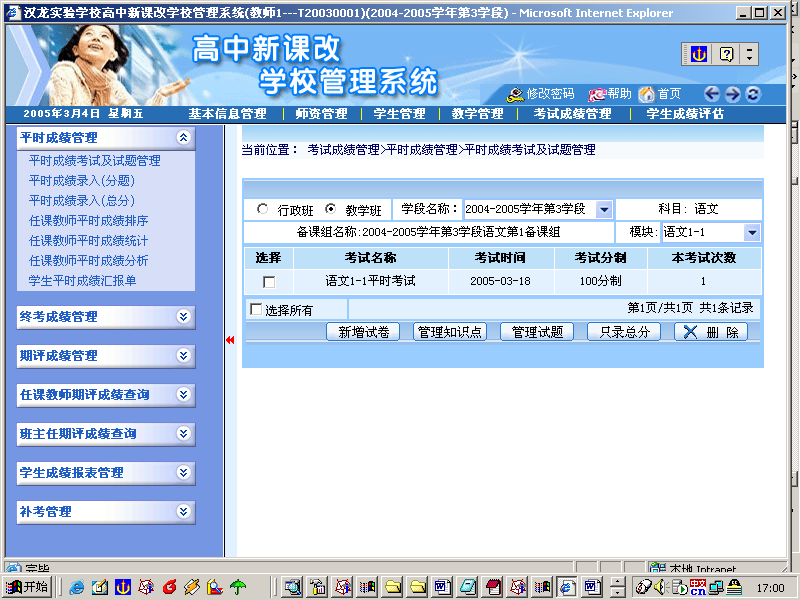 汉龙实验学校高中新课改学校管理系统(教师1---T20030001)(2004-2005学年第3学段) - Microsoft Internet Explorer
高中新课改
学校管理系统
修改密码 帮助 首页
2005年3月4日 星期五 基本信息管理 | 师资管理 | 学生管理 | 教学管理 | 考试成绩管理 | 学生成绩评估
平时成绩管理
平时成绩考试及试题管理
平时成绩录入(分题)
平时成绩录入(总分)
任课教师平时成绩排序
任课教师平时成绩统计
任课教师平时成绩分析
学生平时成绩汇报单
终考成绩管理
期评成绩管理
任课教师期评成绩查询
班主任期评成绩查询
学生成绩报表管理
补考管理
当前位置： 考试成绩管理>平时成绩管理>平时成绩考试及试题管理
行政班 教学班 学段名称： 2004-2005学年第3学段 科目: 语文
备课组名称:2004-2005学年第3学段语文第1备课组 模块: 语文1-1
选择 考试名称 考试时间 考试分制 本考试次数
语文1-1平时考试 2005-03-18 100分制 1
选择所有 第1页/共1页 共1条记录
新增试卷 管理知识点 管理试题 只录总分 删 除
完毕 本地 Intranet
开始 17:00